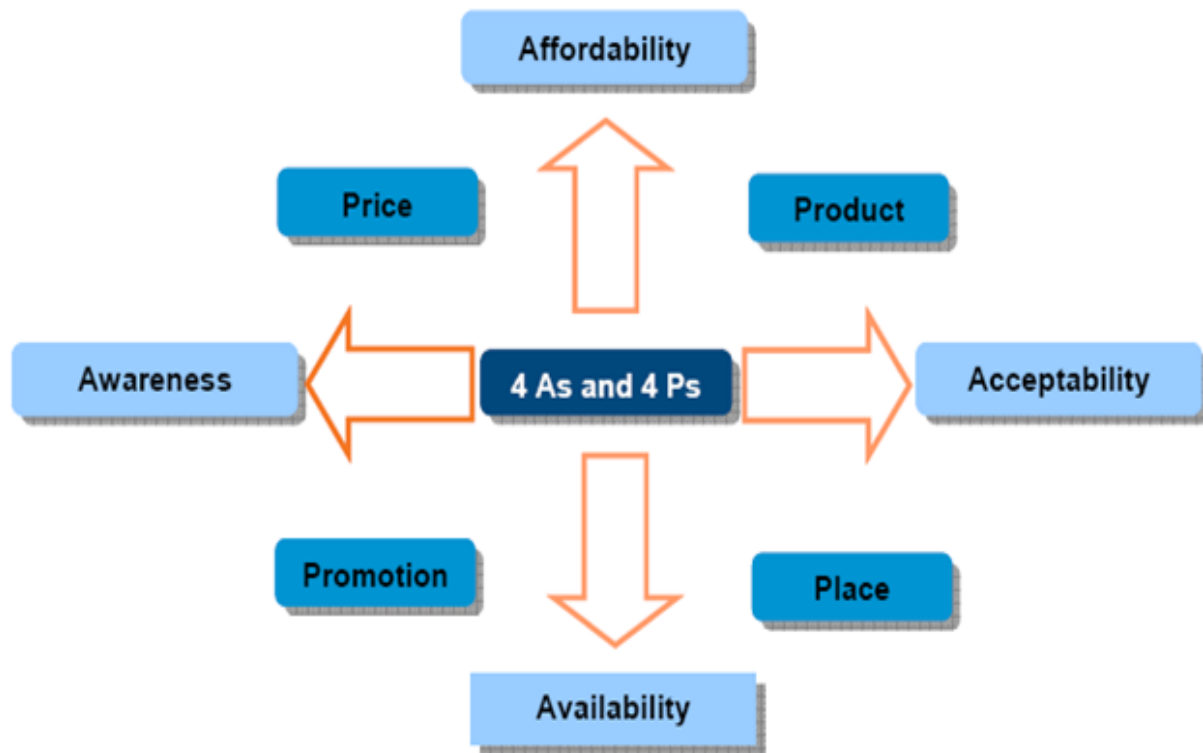 Affordability
Price
Product
Awareness
4 As and 4 Ps
Acceptability
Promotion
Place
Availability